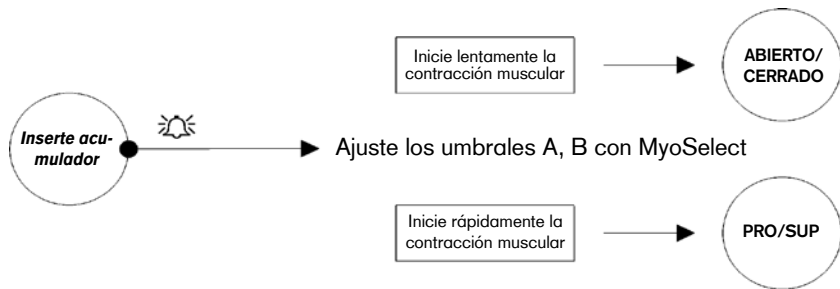 Inicie lentamente la
contracción muscular
ABIERTO/
CERRADO
Inserte acu-
mulador
Ajuste los umbrales A, B con MyoSelect
Inicie rápidamente la
contracción muscular
PRO/SUP